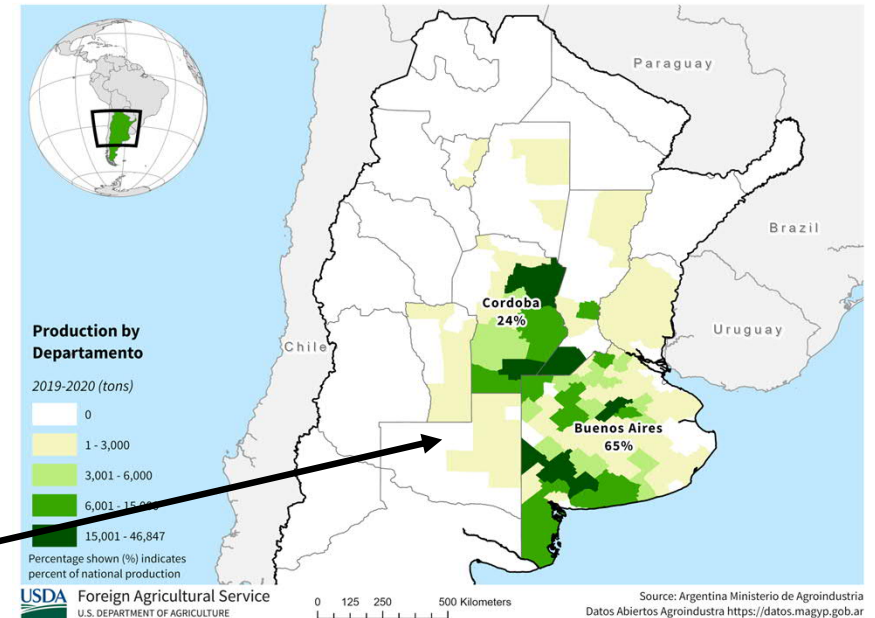 Paraguay
Brazil
Uruguay
Chile
Cordoba
24%
Buenos Aires
65%
Production by
Departamento
2019-2020 (tons)
0
1 - 3,000
3,001 - 6,000
6,001 -
15,001 - 46,847
Percentage shown (%) indicates
percent of national production
USDA Foreign Agricultural Service
U.S. DEPARTMENT OF AGRICULTURE
0 125 250 500 Kilometers
Source: Argentina Ministerio de Agroindustria
Datos Abiertos Agroindustra https://datos.magyp.gob.ar